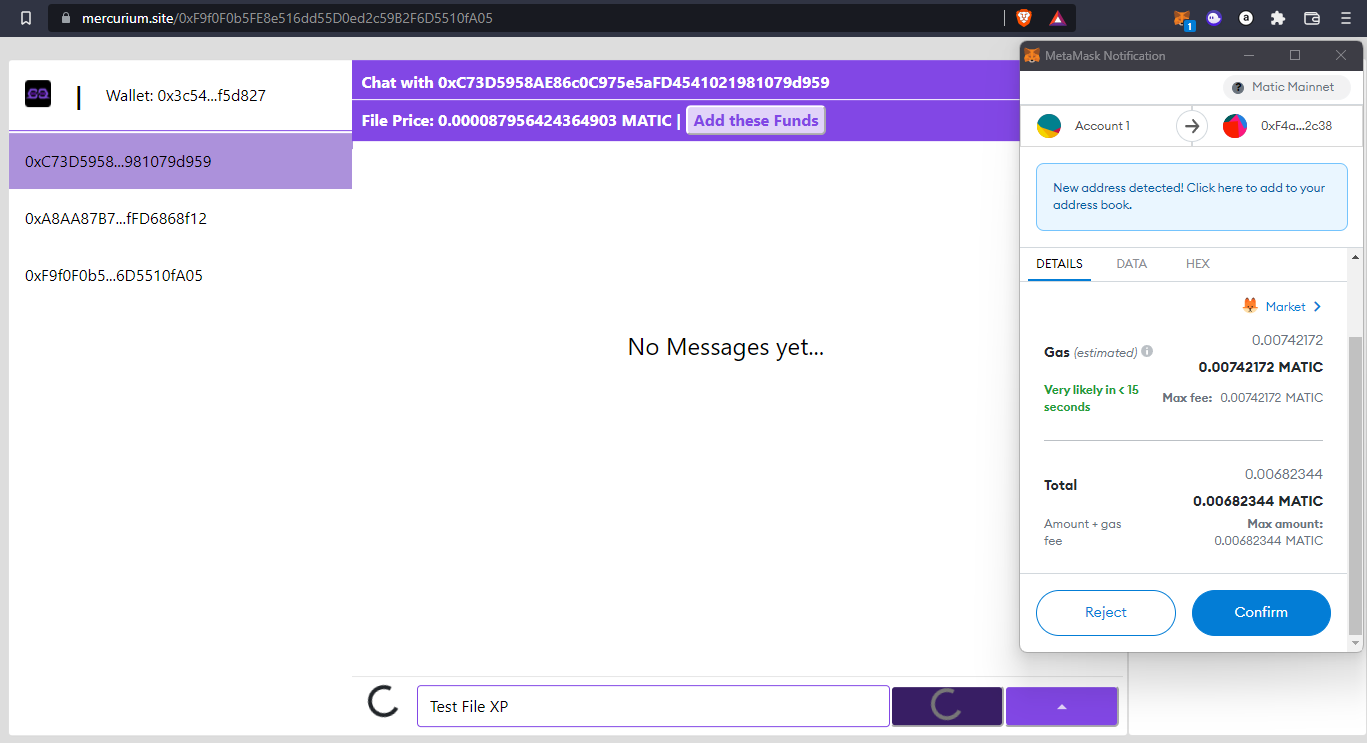 mercurium.site/0xF9f0F0b5FE8e516dd55D0ed2c59B2F6D5510fA05
1
Wallet: 0x3c54...f5d827
0xC73D5958...981079d959
0xA8AA87B7...fFD6868f12
0xF9f0F0b5...6D5510fA05
Chat with 0xC73D5958AE86c0C975e5aFD4541021981079d959
File Price: 0.000087956424364903 MATIC | Add these Funds
No Messages yet...
Test File XP
MetaMask Notification
Matic Mainnet
Account 1
0xF4a...2c38
New address detected! Click here to add to your
address book.
DETAILS DATA HEX
Market
0.00742172
Gas (estimated)
0.00742172 MATIC
Very likely in < 15
seconds
Max fee: 0.00742172 MATIC
0.00682344
Total
0.00682344 MATIC
Amount + gas
fee
Max amount:
0.00682344 MATIC
Reject Confirm